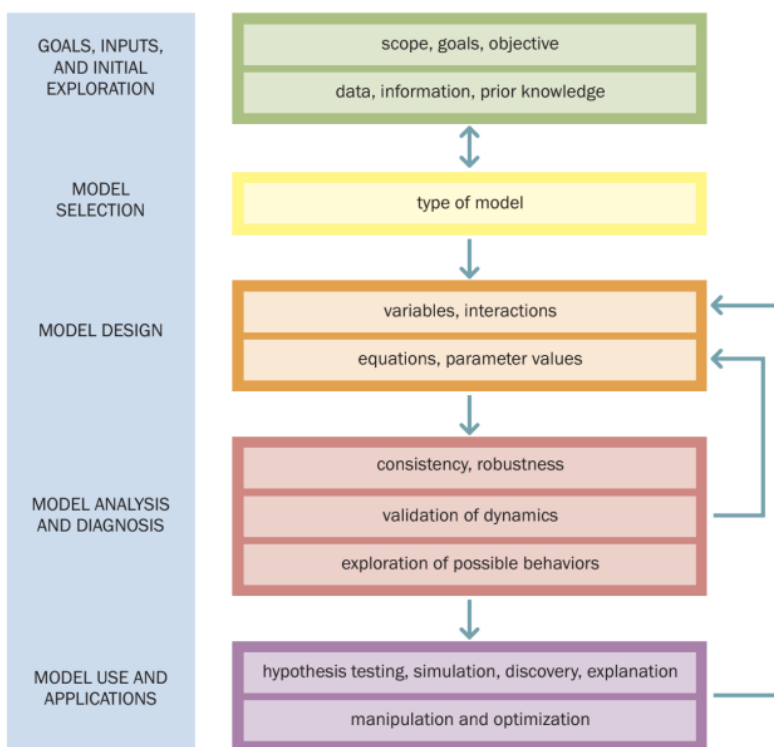 GOALS, INPUTS,
AND INITIAL
EXPLORATION
scope, goals, objective
data, information, prior knowledge
MODEL
SELECTION
type of model
MODEL DESIGN
variables, interactions
equations, parameter values
MODEL ANALYSIS
AND DIAGNOSIS
consistency, robustness
validation of dynamics
exploration of possible behaviors
MODEL USE AND
APPLICATIONS
hypothesis testing, simulation, discovery, explanation
manipulation and optimization